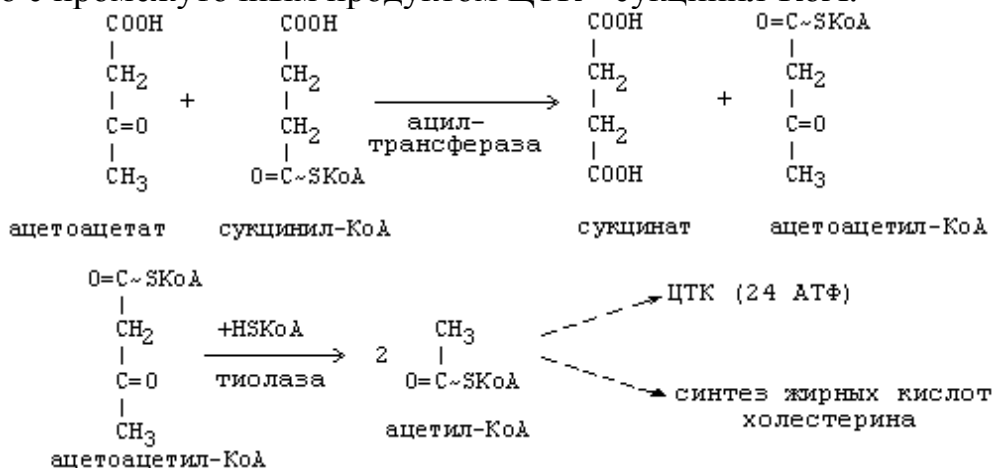 с промежуточным продуктом ЦТК - сукцинил-КоА.
COOH COOH COOH O=C~SKoA
| | | |
CH2 CH2 CH2 CH2
| + | | + |
C=O CH2 ацил- CH2 C=O
| | трансфераза | |
CH3 O=C~SKoA COOH CH3
ацетоацетат сукцинил-КоА сукцинат ацетоацетил-КоА
O=C~SKoA ЦТК (24 АТФ)
|
CH2 +HSKoA CH3
| 2 |
C=O тиолаза O=C~SKoA синтез жирных кислот
| холестерина
CH3 ацетил-КоА
ацетоацетил-КоА